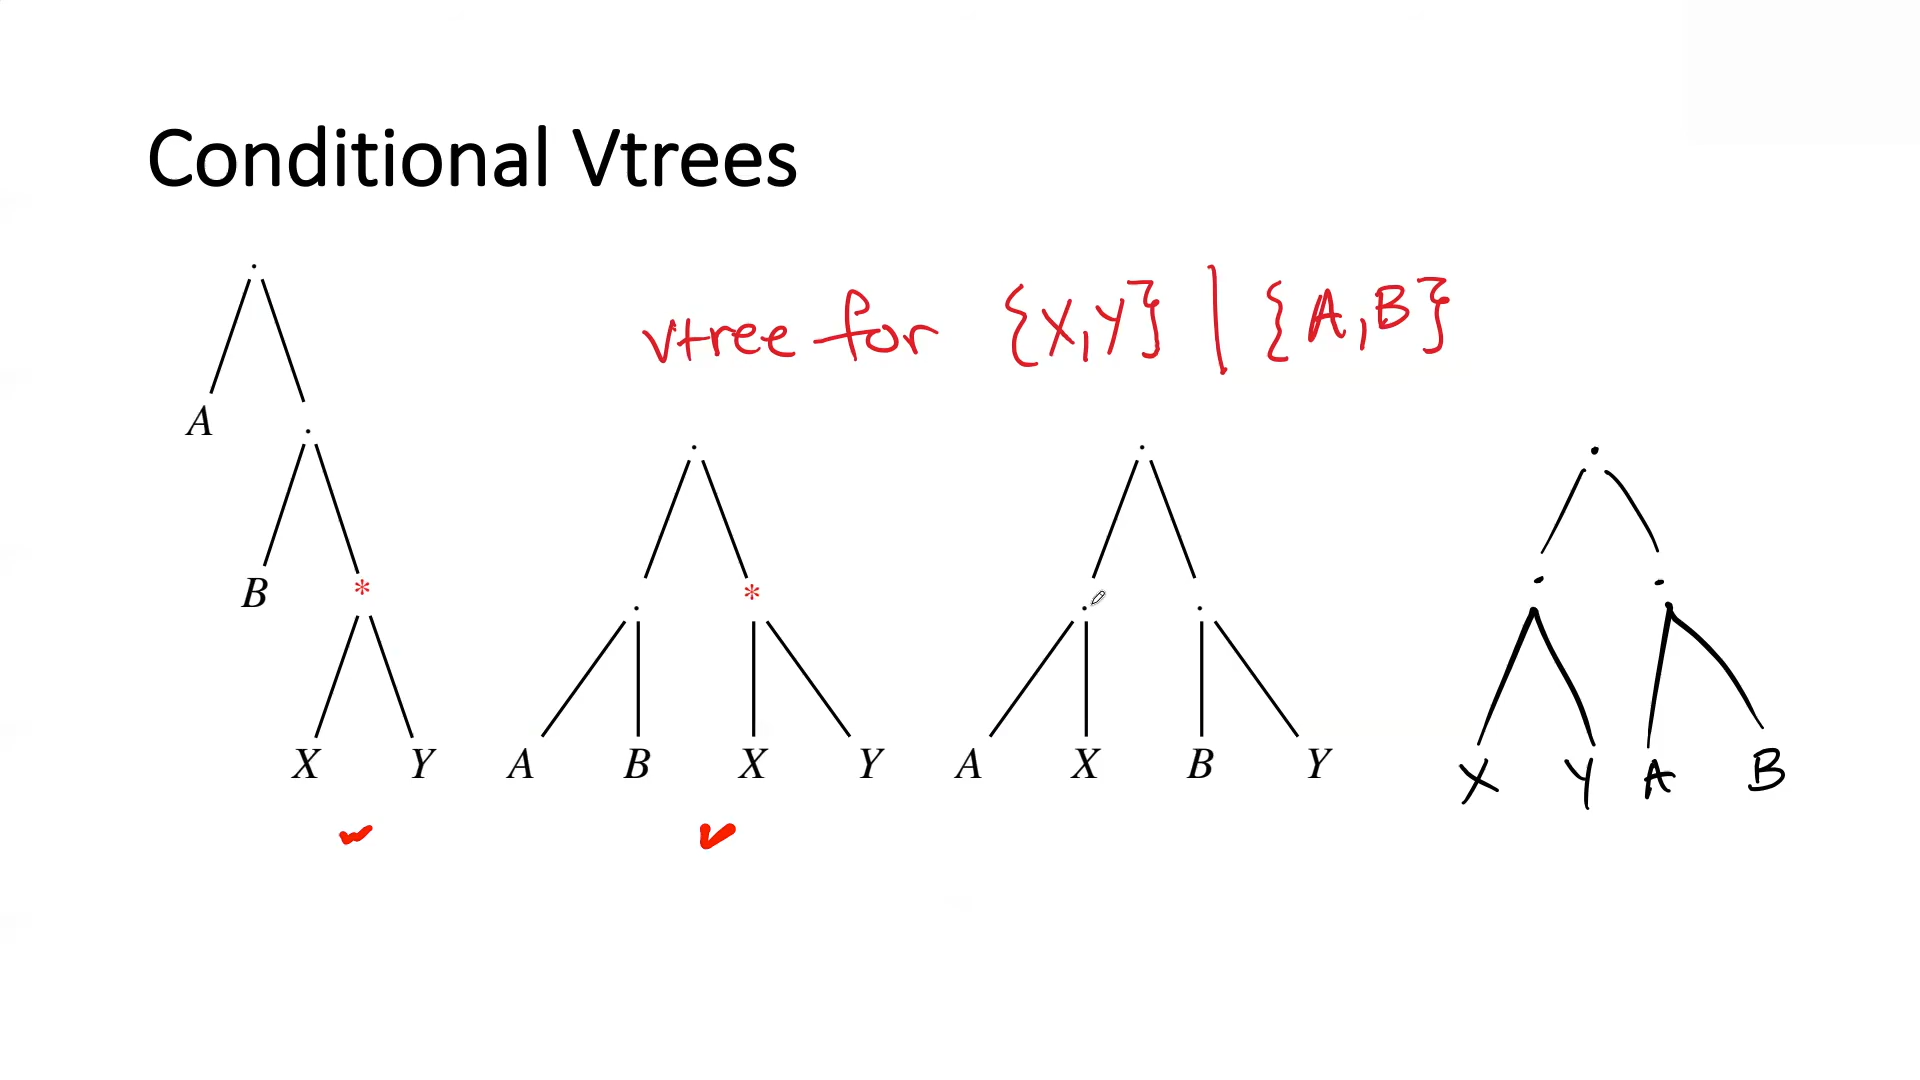 Conditional Vtrees
vtree for {X,Y} | {A,B}
A
B *
X Y
*
A B X Y
A X B Y
X Y A B